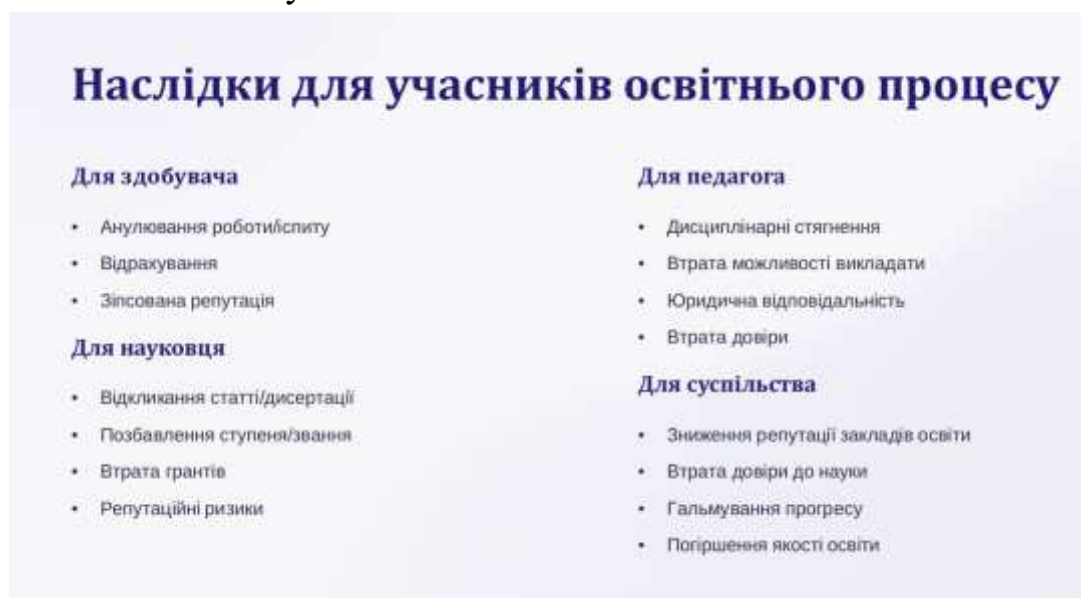 Наслідки для учасників освітнього процесу
Для здобувача
• Анулювання роботи/іспиту
• Відрахування
• Зіпсована репутація
Для науковця
• Відкликання статті/дисертації
• Позбавлення ступеня/звання
• Втрата грантів
• Репутаційні ризики
Для педагога
• Дисциплінарні стягнення
• Втрата можливості викладати
• Юридична відповідальність
• Втрата довіри
Для суспільства
• Зниження репутації закладів освіти
• Втрата довіри до науки
• Гальмування прогресу
• Погіршення якості освіти